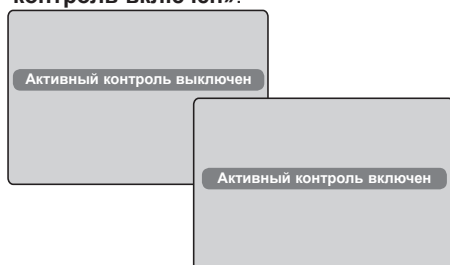 контроль включен».
Активный контроль выключен
Активный контроль включен